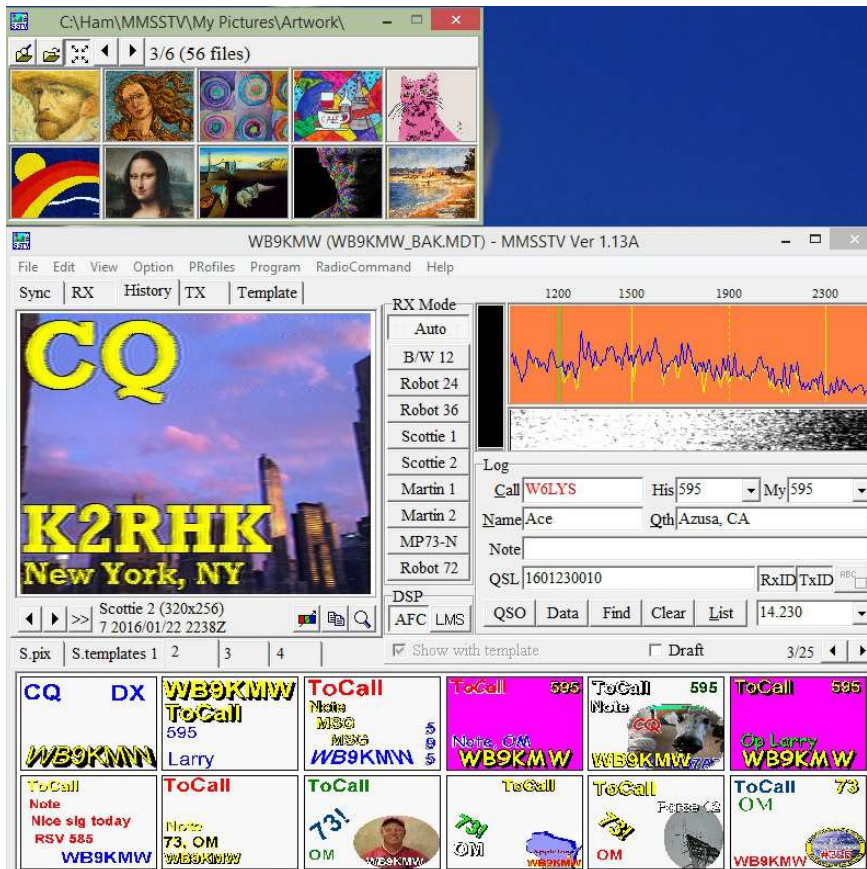 C:\Ham\MMSSTV\My Pictures\Artwork\
3/6 (56 files)
CAFE
WB9KMW (WB9KMW_BAK.MDT) - MMSSTV Ver 1.13A
File Edit View Option PRofiles Program RadioCommand Help
Sync RX History TX Template
RX Mode
Auto
B/W 12
Robot 24
Robot 36
Scottie 1
Scottie 2
Martin 1
Martin 2
MP73-N
Robot 72
DSP
AFC LMS
1200 1500 1900 2300
CQ
K2RHK
New York, NY
Scottie 2 (320x256)
7 2016/01/22 2238Z
Log
Call W6LYS His 595 My 595
Name Ace Qth Azusa, CA
Note
QSL 1601230010 RxID TxID ABC
QSO Data Find Clear List 14.230
S.pix S.templates 1 2 3 4
Show with template Draft 3/25
CQ DX
WB9KMW
WB9KMW
ToCall
595
Larry
ToCall
Note
MSG
MSG
WB9KMW
5
9
5
ToCall 595
Note, OM
WB9KMW
ToCall 595
Note
CQ
WB9KMW
ToCall 595
Op Larry
WB9KMW
ToCall
Note
Nice sig today
RSV 585
WB9KMW
ToCall
Note
73, OM
WB9KMW
ToCall
73!
OM
WB9KMW
ToCall
73!
OM
WB9KMW
ToCall
Force 12
73!
OM
WB9KMW
ToCall 73
OM
WB9KMW